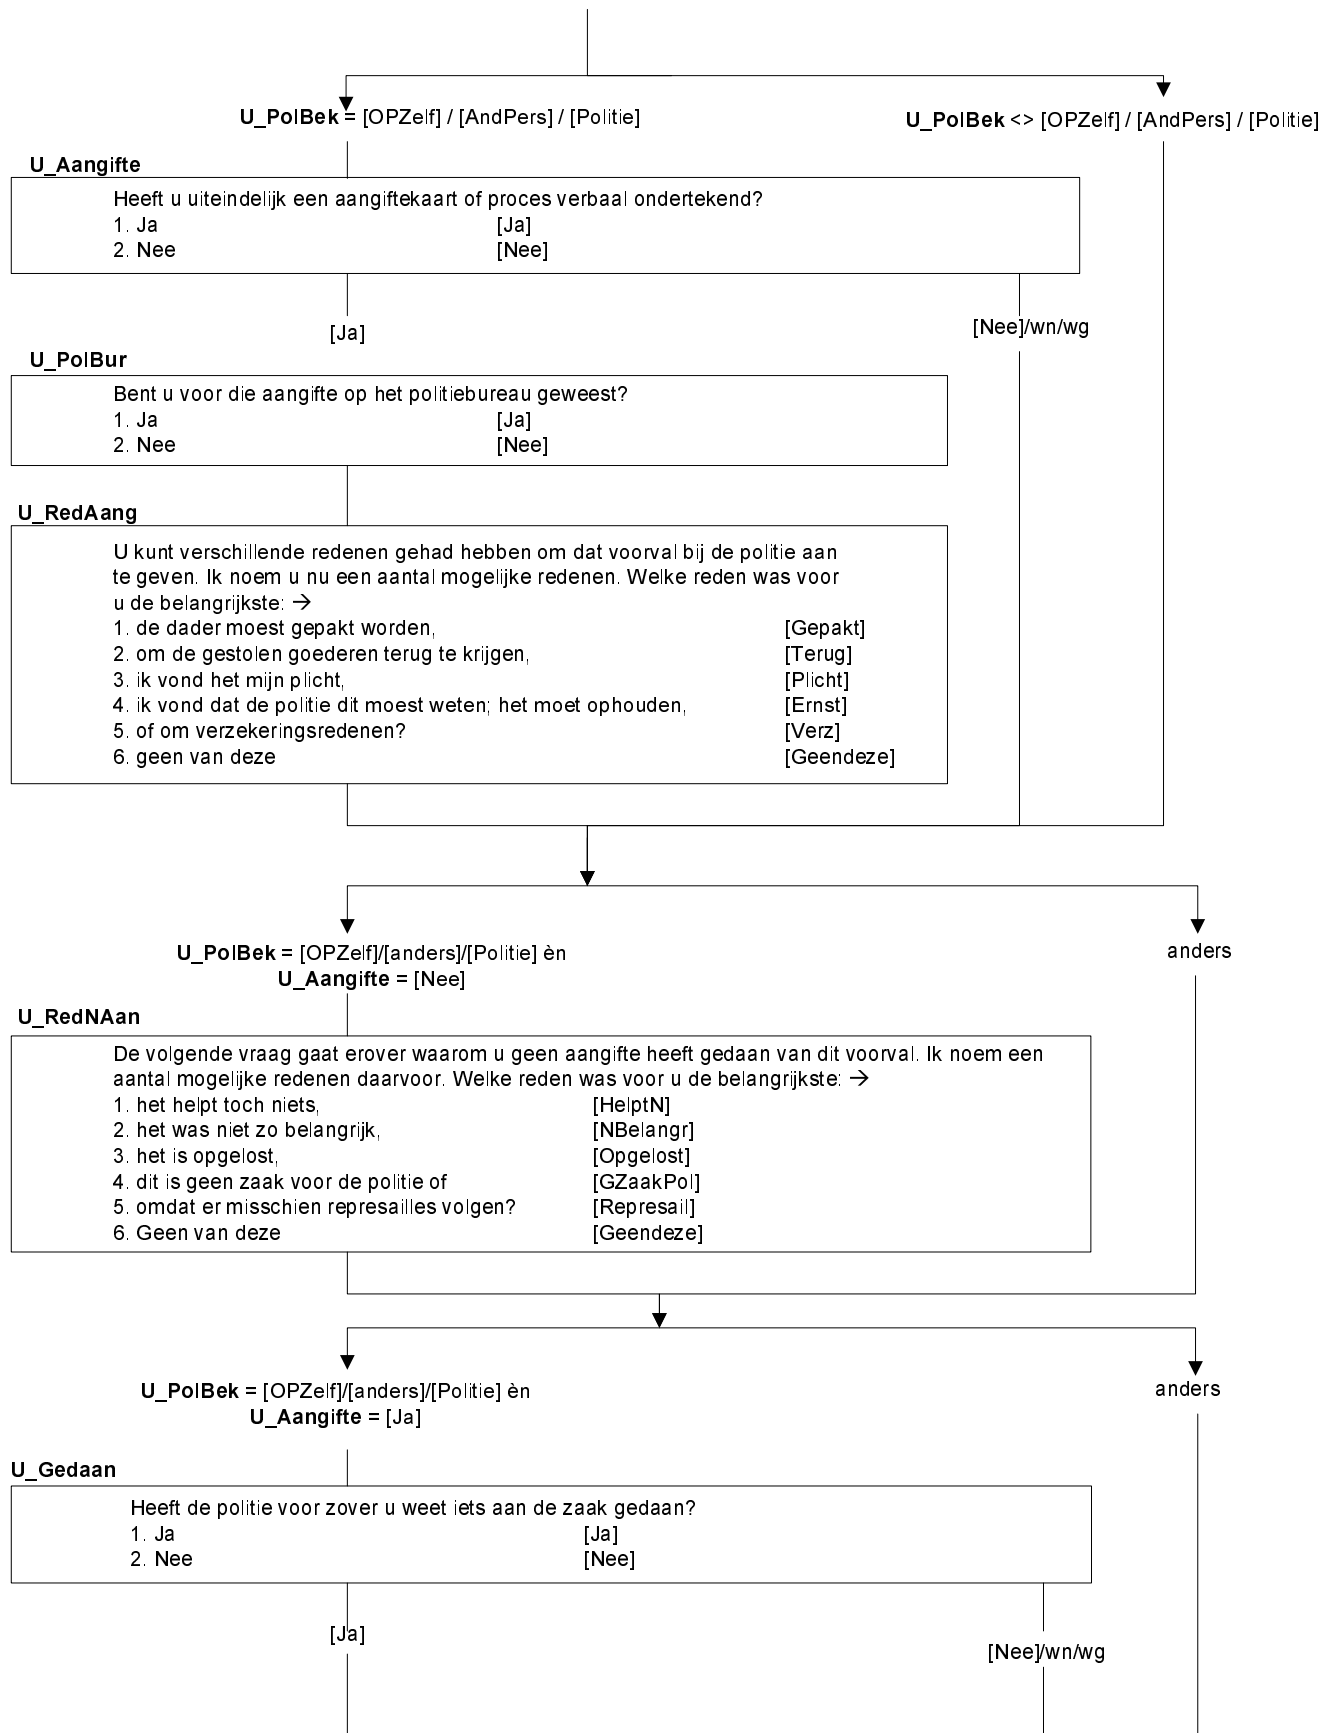 U_PolBek = [OPZelf] / [AndPers] / [Politie]
U_PolBek <> [OPZelf] / [AndPers] / [Politie]
U_Aangifte
Heeft u uiteindelijk een aangiftekaart of proces verbaal ondertekend?
1. Ja [Ja]
2. Nee [Nee]
[Ja]
[Nee]/wn/wg
U_PolBur
Bent u voor die aangifte op het politiebureau geweest?
1. Ja [Ja]
2. Nee [Nee]
U_RedAang
U kunt verschillende redenen gehad hebben om dat voorval bij de politie aan
te geven. Ik noem u nu een aantal mogelijke redenen. Welke reden was voor
u de belangrijkste: →
1. de dader moest gepakt worden, [Gepakt]
2. om de gestolen goederen terug te krijgen, [Terug]
3. ik vond het mijn plicht, [Plicht]
4. ik vond dat de politie dit moest weten; het moet ophouden, [Ernst]
5. of om verzekeringsredenen? [Verz]
6. geen van deze [Geendeze]
U_PolBek = [OPZelf]/[anders]/[Politie] èn
U_Aangifte = [Nee]
anders
U_RedNAan
De volgende vraag gaat erover waarom u geen aangifte heeft gedaan van dit voorval. Ik noem een
aantal mogelijke redenen daarvoor. Welke reden was voor u de belangrijkste: →
1. het helpt toch niets, [HelptN]
2. het was niet zo belangrijk, [NBelangr]
3. het is opgelost, [Opgelost]
4. dit is geen zaak voor de politie of [GZaakPol]
5. omdat er misschien represailles volgen? [Represail]
6. Geen van deze [Geendeze]
U_PolBek = [OPZelf]/[anders]/[Politie] èn
U_Aangifte = [Ja]
anders
U_Gedaan
Heeft de politie voor zover u weet iets aan de zaak gedaan?
1. Ja [Ja]
2. Nee [Nee]
[Ja]
[Nee]/wn/wg